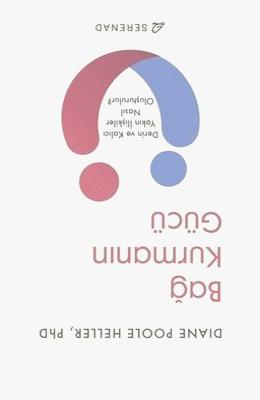 DIANE POOLE HELLER, PhD
Bağ
Kurmanın
Gücü
Derin ve Kalıcı
Yakın İlişkiler
Nasıl
Oluşturulur?
SERENAD